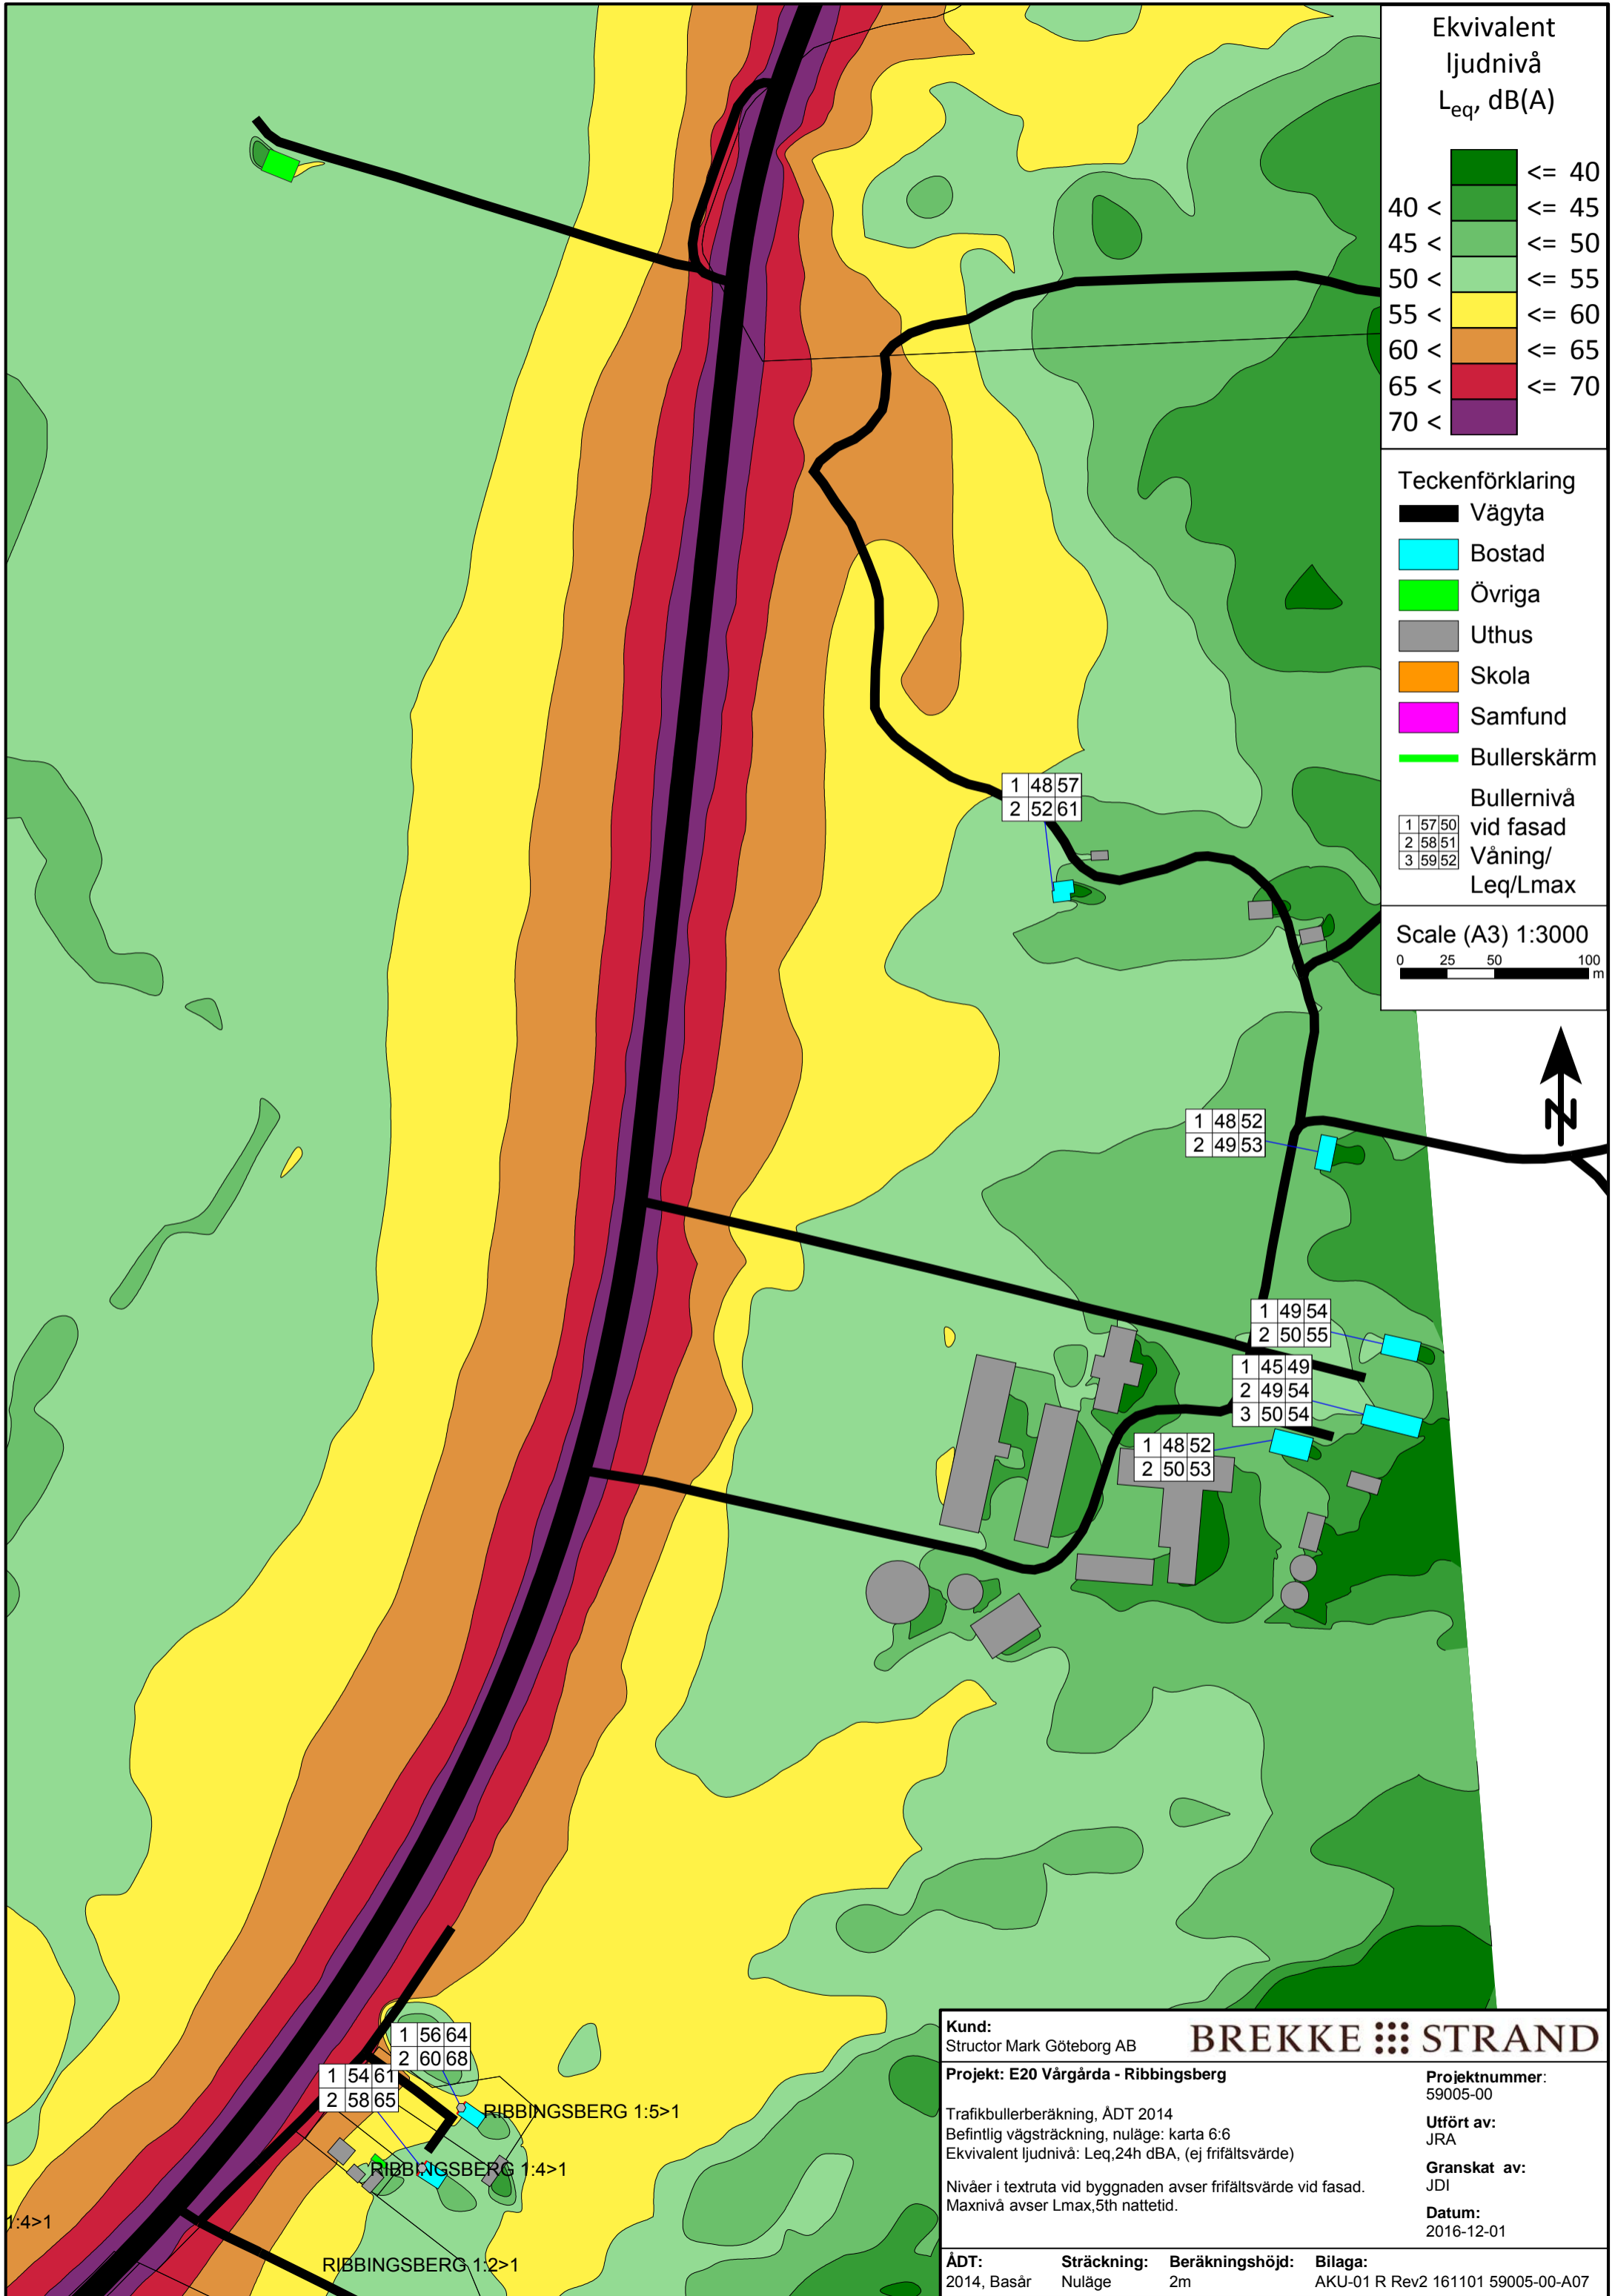 Ekvivalent
ljudnivå
Leq, dB(A)
<= 40
40 < <= 45
45 < <= 50
50 < <= 55
55 < <= 60
60 < <= 65
65 < <= 70
70 <
Teckenförklaring
Vägyta
Bostad
Övriga
Uthus
Skola
Samfund
Bullerskärm
Bullernivå
vid fasad
Våning/
Leq/Lmax
1 57 50
2 58 51
3 59 52
Scale (A3) 1:3000
0 25 50 100
m
N
1 48 57
2 52 61
1 48 52
2 49 53
1 49 54
2 50 55
1 45 49
2 49 54
3 50 54
1 48 52
2 50 53
1 56 64
2 60 68
1 54 61
2 58 65
RIBBINGSBERG 1:5>1
RIBBINGSBERG 1:4>1
1:4>1
RIBBINGSBERG 1:2>1
Kund:
Structor Mark Göteborg AB
BREKKE STRAND
Projekt: E20 Vårgårda - Ribbingsberg
Trafikbullerberäkning, ÅDT 2014
Befintlig vägsträckning, nuläge: karta 6:6
Ekvivalent ljudnivå: Leq,24h dBA, (ej frifältsvärde)
Nivåer i textruta vid byggnaden avser frifältsvärde vid fasad.
Maxnivå avser Lmax,5th nattetid.
Projektnummer:
59005-00
Utfört av:
JRA
Granskat av:
JDI
Datum:
2016-12-01
ÅDT: Sträckning: Beräkningshöjd: Bilaga:
2014, Basår Nuläge 2m AKU-01 R Rev2 161101 59005-00-A07